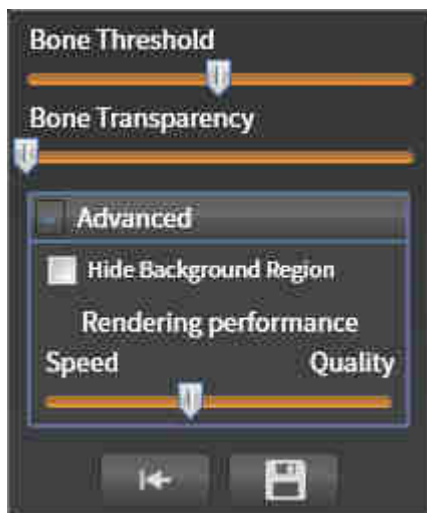 Bone Threshold
Bone Transparency
Advanced
Hide Background Region
Rendering performance
Speed Quality